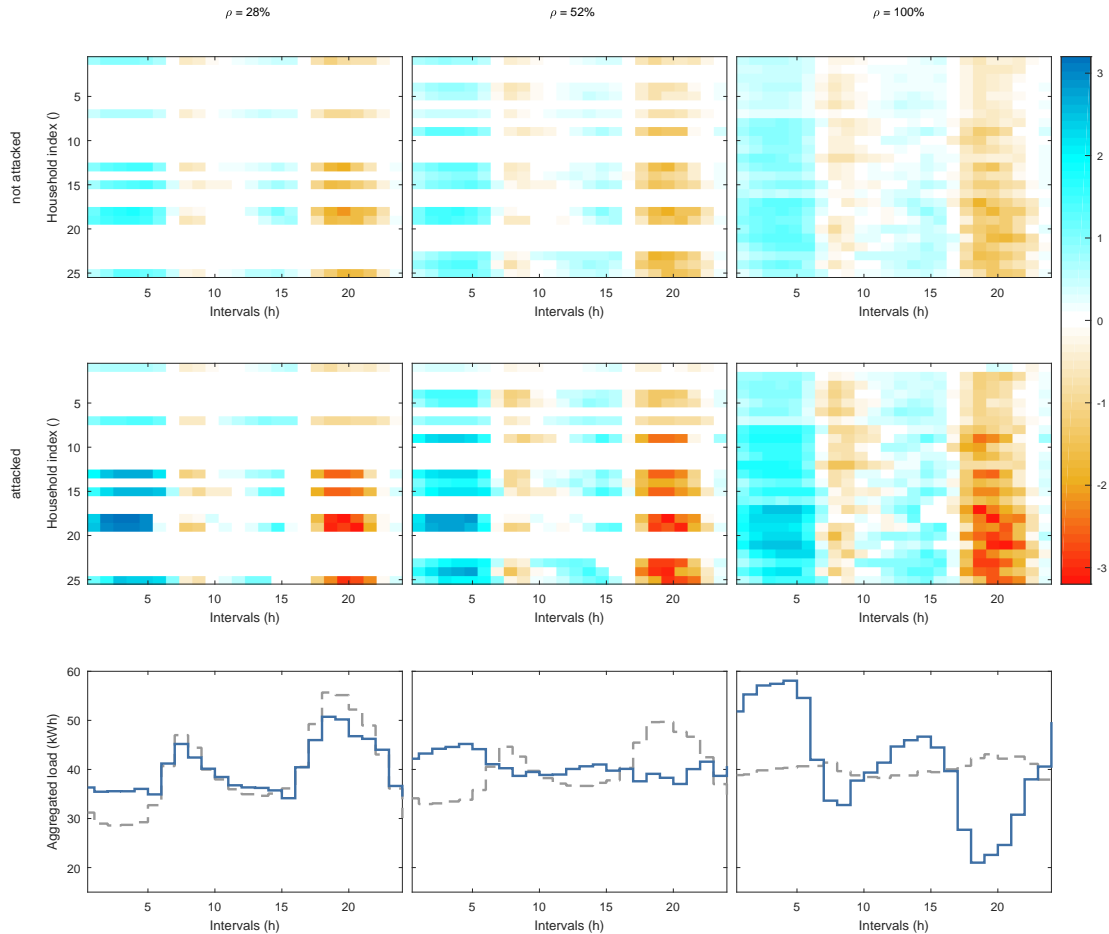 ρ = 28% ρ = 52% ρ = 100%
not attacked
Household index ()
5
10
15
20
25
5 10 15 20
Intervals (h)
5 10 15 20
Intervals (h)
5 10 15 20
Intervals (h)
3
2
1
0
-1
-2
-3
attacked
Household index ()
5
10
15
20
25
5 10 15 20
Intervals (h)
5 10 15 20
Intervals (h)
5 10 15 20
Intervals (h)
Aggregated load (kWh)
60
50
40
30
20
5 10 15 20
Intervals (h)
5 10 15 20
Intervals (h)
5 10 15 20
Intervals (h)